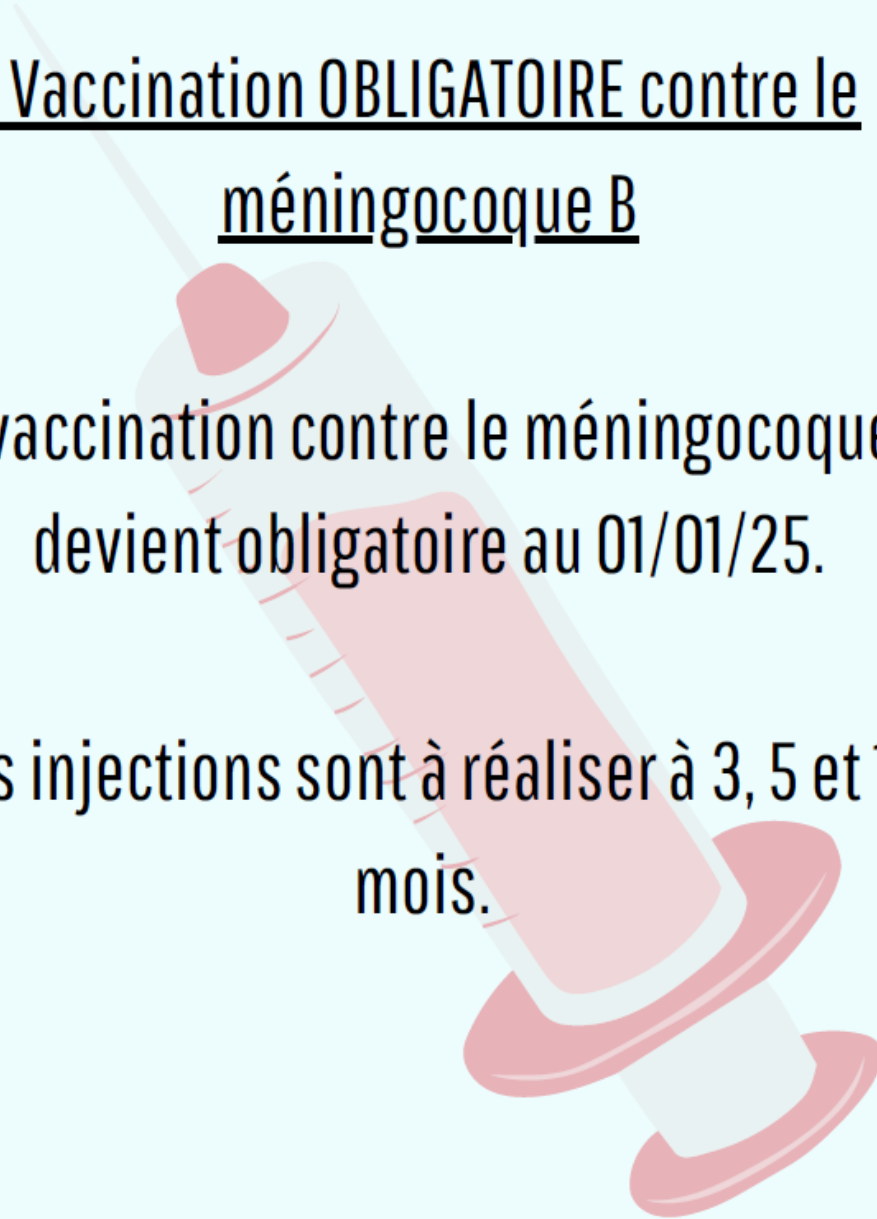 Vaccination OBLIGATOIRE contre le
méningocoque B
vaccination contre le méningocoque
devient obligatoire au 01/01/25.
injections sont à réaliser à 3, 5 et
mois.